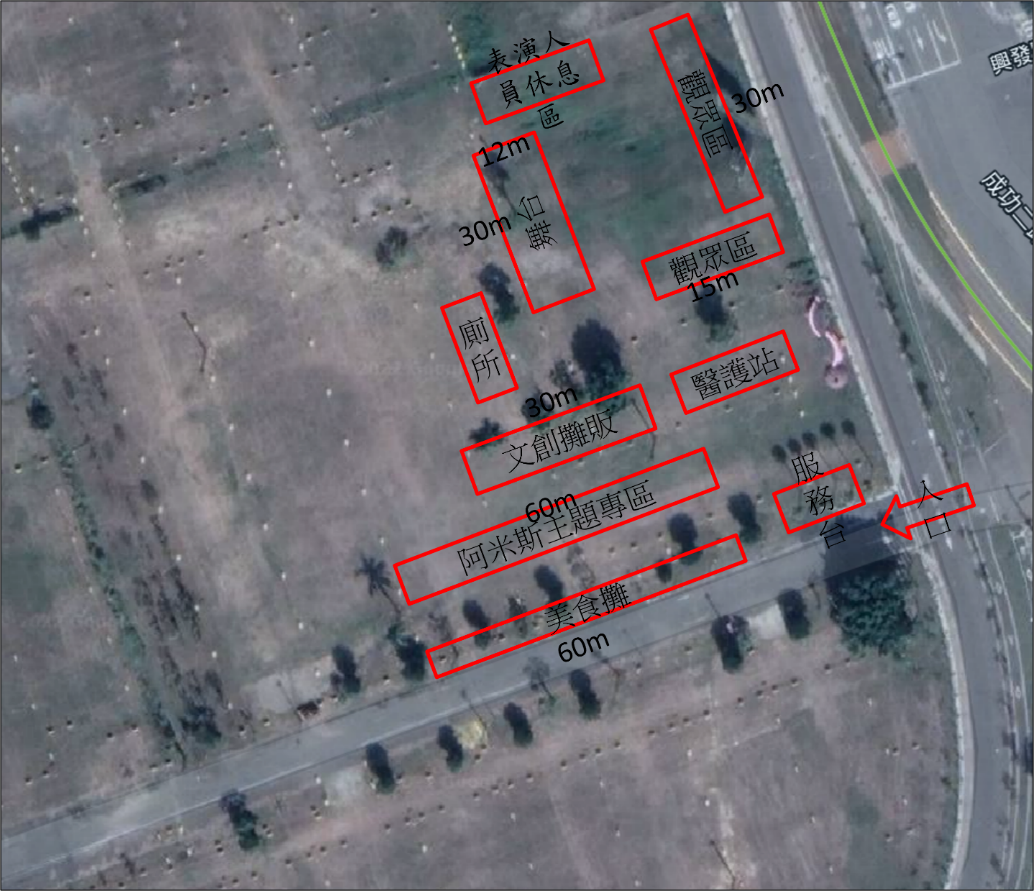 表演人
員休息
區
觀眾區
30m
12m
舞台
30m
觀眾區
15m
廁
所
醫護站
30m
文創攤販
服
務
台
入
口
60m
阿米斯主題專區
美食攤
60m
興發
成功二路